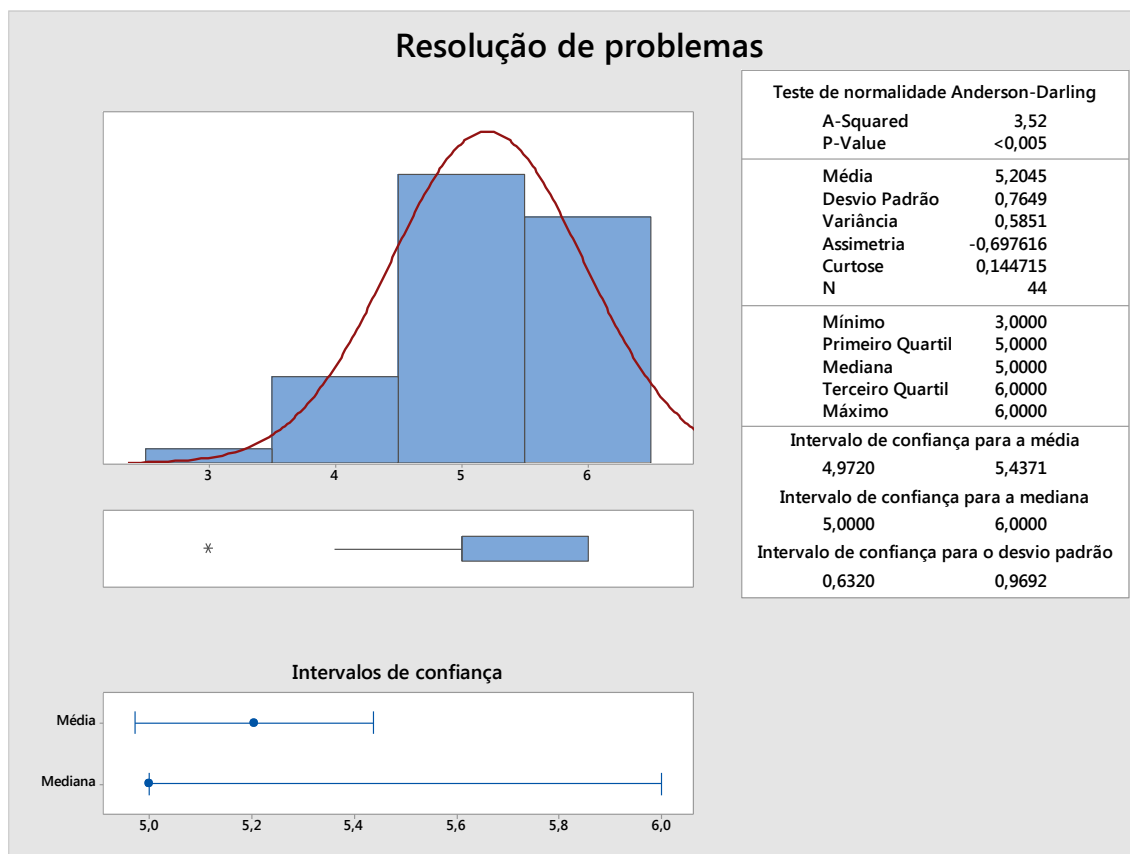 Resolução de problemas
3 4 5 6
Teste de normalidade Anderson-Darling
A-Squared 3,52
P-Value <0,005
Média 5,2045
Desvio Padrão 0,7649
Variância 0,5851
Assimetria -0,697616
Curtose 0,144715
N 44
Mínimo 3,0000
Primeiro Quartil 5,0000
Mediana 5,0000
Terceiro Quartil 6,0000
Máximo 6,0000
Intervalo de confiança para a média
4,9720 5,4371
Intervalo de confiança para a mediana
5,0000 6,0000
Intervalo de confiança para o desvio padrão
0,6320 0,9692
Intervalos de confiança
Média
Mediana
5,0 5,2 5,4 5,6 5,8 6,0